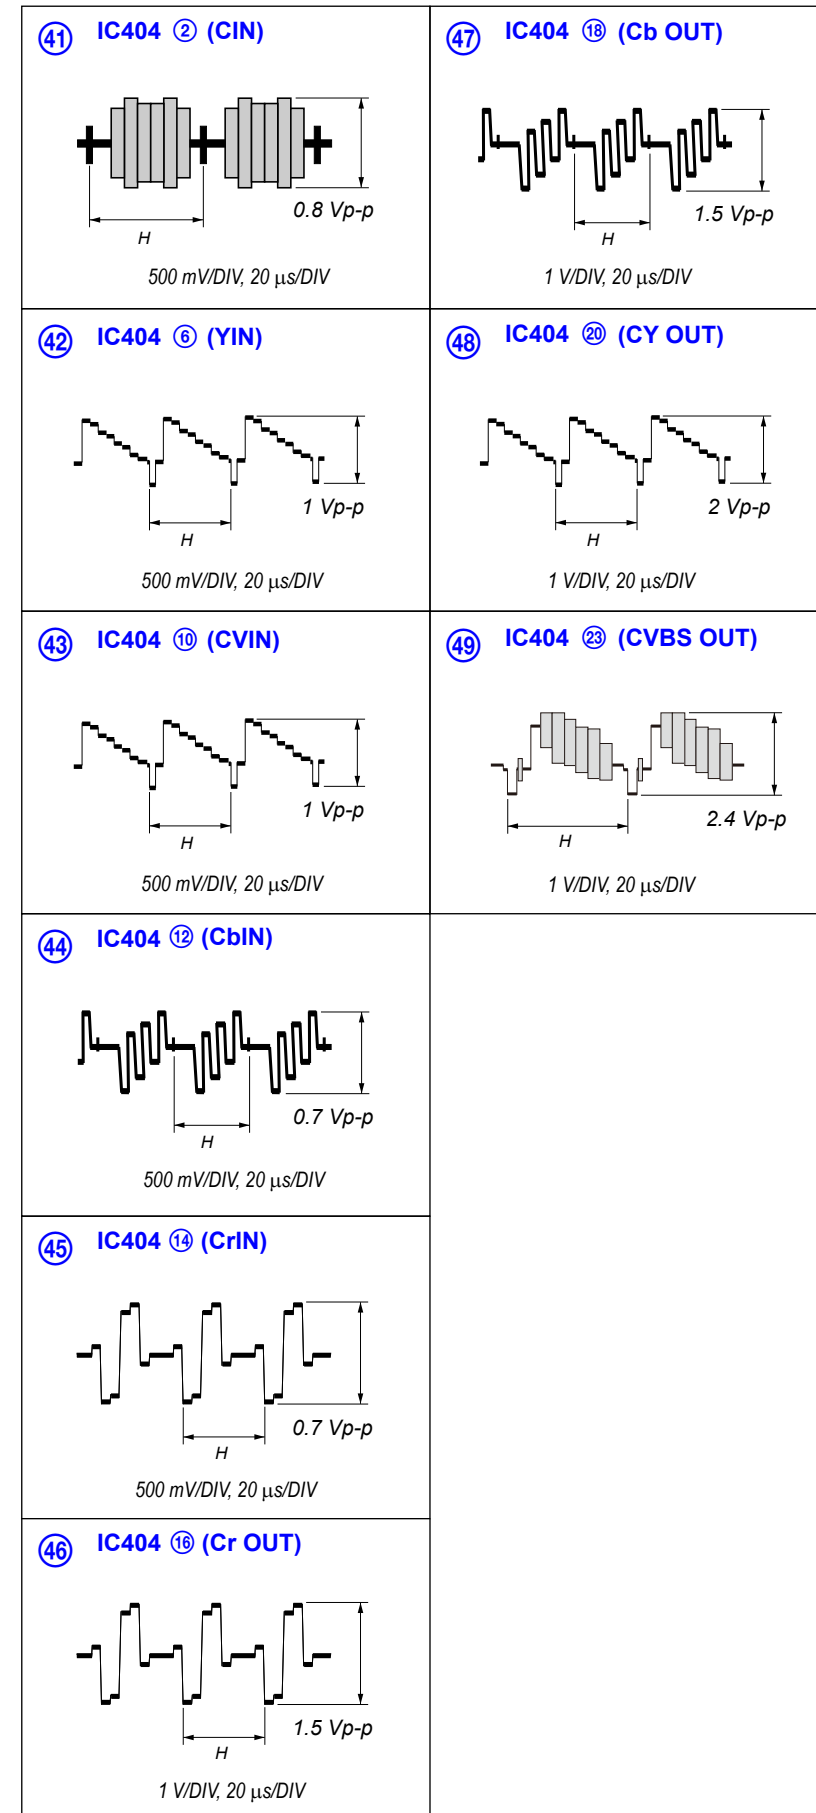 41 IC404 ② (CIN)
0.8 Vp-p
H
500 mV/DIV, 20 µs/DIV
42 IC404 ⑥ (YIN)
1 Vp-p
H
500 mV/DIV, 20 µs/DIV
43 IC404 ⑩ (CVIN)
1 Vp-p
H
500 mV/DIV, 20 µs/DIV
44 IC404 ⑫ (CbIN)
0.7 Vp-p
H
500 mV/DIV, 20 µs/DIV
45 IC404 ⑭ (CrIN)
0.7 Vp-p
H
500 mV/DIV, 20 µs/DIV
46 IC404 ⑯ (Cr OUT)
1.5 Vp-p
H
1 V/DIV, 20 µs/DIV
47 IC404 ⑱ (Cb OUT)
1.5 Vp-p
H
1 V/DIV, 20 µs/DIV
48 IC404 ⑳ (CY OUT)
2 Vp-p
H
1 V/DIV, 20 µs/DIV
49 IC404 ㉓ (CVBS OUT)
2.4 Vp-p
H
1 V/DIV, 20 µs/DIV